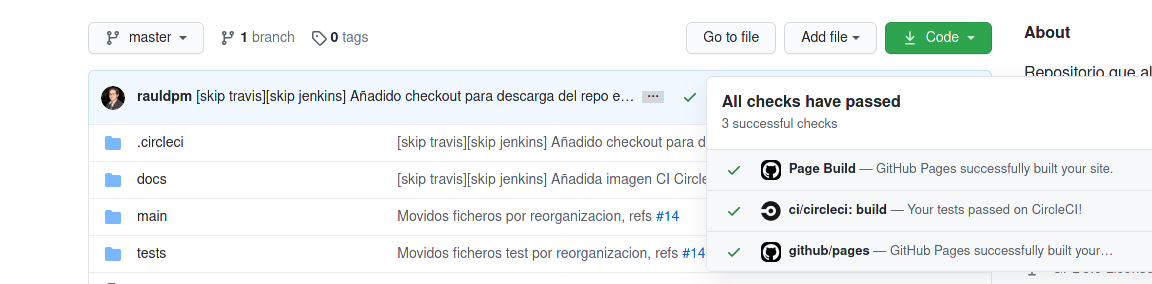 master
1 branch
0 tags
Go to file
Add file
Code
About
Repositorio que al
rauldpm [skip travis][skip jenkins] Añadido checkout para descarga del repo e… ...
All checks have passed
3 successful checks
.circleci [skip travis][skip jenkins] Añadido checkout para d
docs [skip travis][skip jenkins] Añadida imagen CI Circle
main Movidos ficheros por reorganizacion, refs #14
tests Movidos ficheros test por reorganizacion, refs #14
Page Build — GitHub Pages successfully built your site.
ci/circleci: build — Your tests passed on CircleCI!
github/pages — GitHub Pages successfully built your…